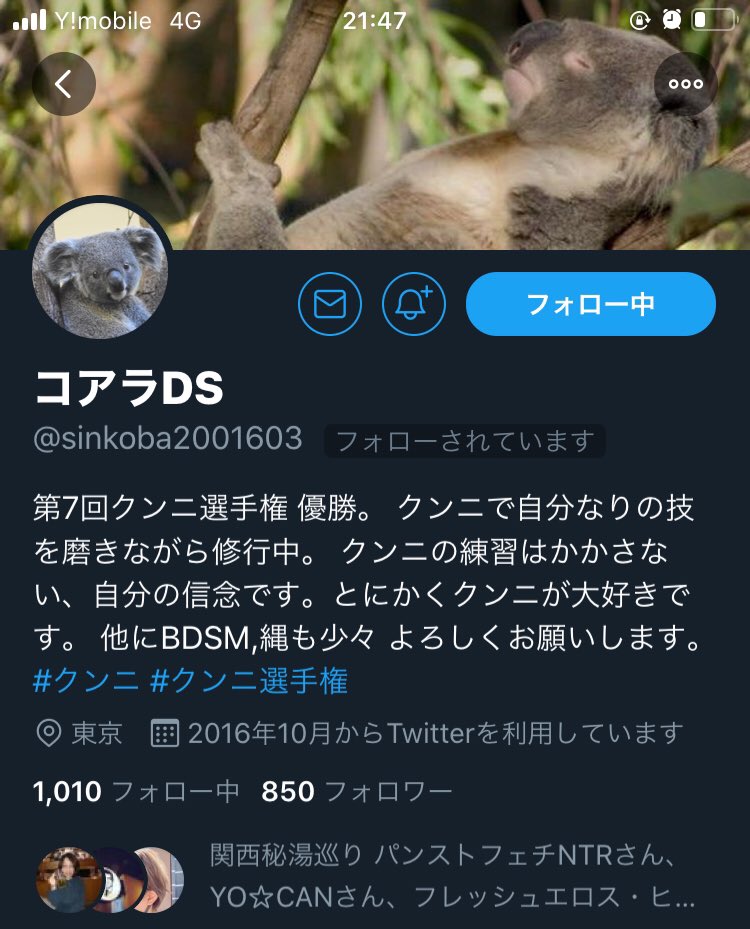 Y!mobile 4G 21:47
フォロー中
コアラDS
@sinkoba2001603 フォローされています
第7回クンニ選手権 優勝。 クンニで自分なりの技
を磨きながら修行中。 クンニの練習はかかさな
い、自分の信念です。とにかくクンニが大好きで
す。 他にBDSM,縄も少々 よろしくお願いします。
#クンニ #クンニ選手権
東京 2016年10月からTwitterを利用しています
1,010 フォロー中 850 フォロワー
関西秘湯巡り パンストフェチNTRさん、
YO☆CANさん、フレッシュエロス・ヒ...